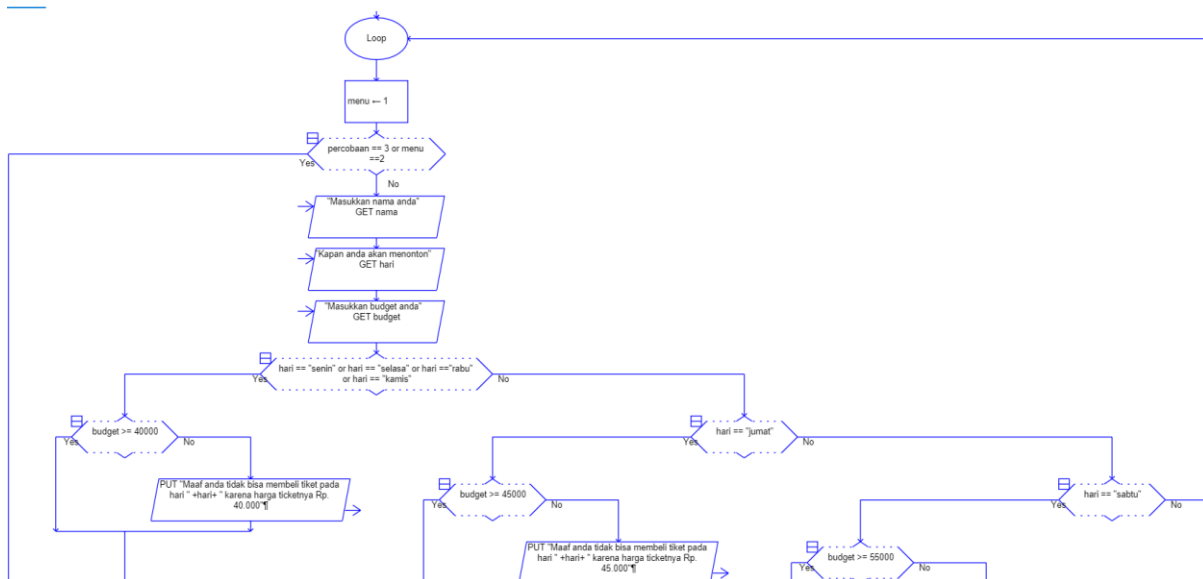 Loop
menu ← 1
percobaan == 3 or menu
==2
Yes
No
"Masukkan nama anda"
GET nama
"Kapan anda akan menonton"
GET hari
"Masukkan budget anda"
GET budget
hari == "senin" or hari == "selasa" or hari =="rabu"
or hari == "kamis"
Yes
No
budget >= 40000
Yes
No
hari == "jumat"
Yes
No
PUT "Maaf anda tidak bisa membeli tiket pada
hari " +hari+ " karena harga ticketnya Rp.
40.000"¶
budget >= 45000
Yes
No
hari == "sabtu"
Yes
No
PUT "Maaf anda tidak bisa membeli tiket pada
hari " +hari+ " karena harga ticketnya Rp.
45.000"¶
budget >= 55000
Yes
No